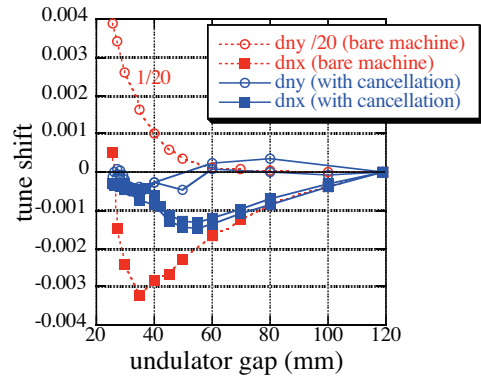 0.004
0.003
0.002
0.001
0
-0.001
-0.002
-0.003
-0.004
tune shift
1/20
dny /20 (bare machine)
dnx (bare machine)
dny (with cancellation)
dnx (with cancellation)
20 40 60 80 100 120
undulator gap (mm)